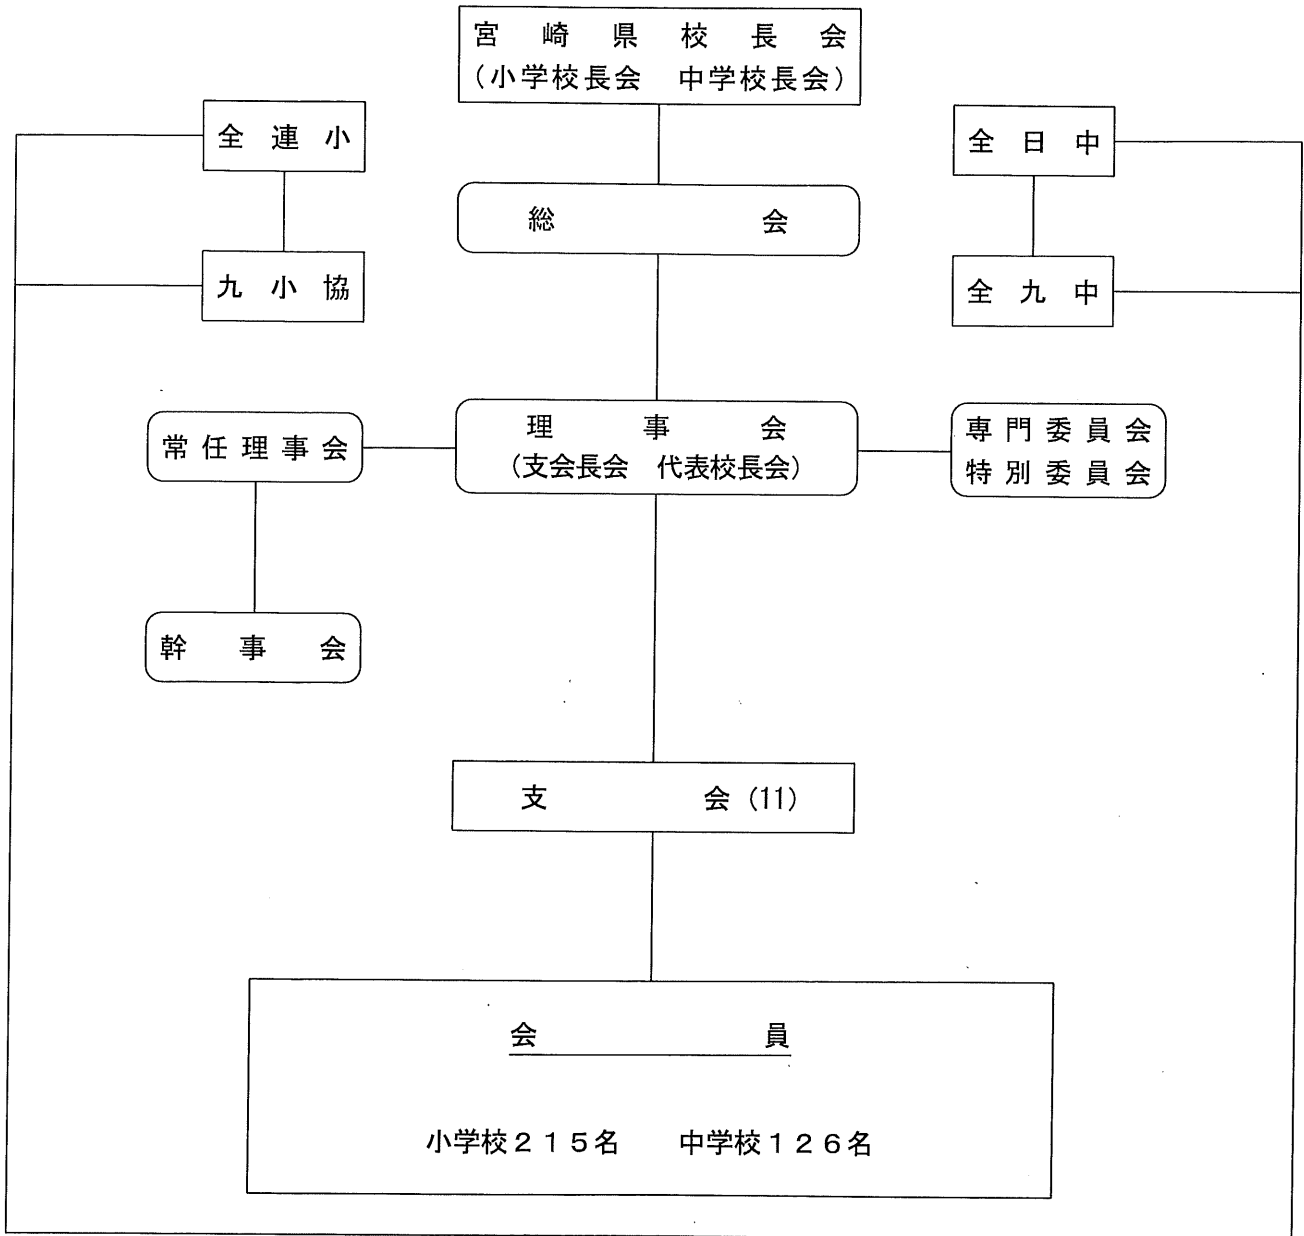 宮崎県校長会
(小学校長会 中学校長会)
全連小
全日中
総会
九小協
全九中
常任理事会
理事会
(支会長会 代表校長会)
専門委員会
特別委員会
幹事会
支会(11)
会員
小学校215名 中学校126名